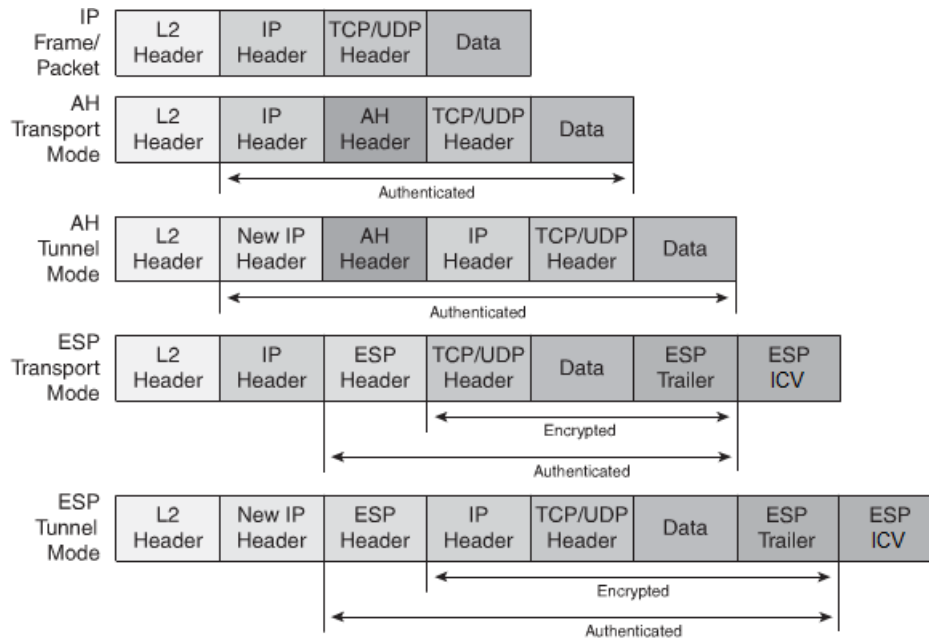 IP
Frame/
Packet
L2
Header
IP
Header
TCP/UDP
Header
Data
AH
Transport
Mode
L2
Header
IP
Header
AH
Header
TCP/UDP
Header
Data
Authenticated
AH
Tunnel
Mode
L2
Header
New IP
Header
AH
Header
IP
Header
TCP/UDP
Header
Data
Authenticated
ESP
Transport
Mode
L2
Header
IP
Header
ESP
Header
TCP/UDP
Header
Data
ESP
Trailer
ESP
ICV
Encrypted
Authenticated
ESP
Tunnel
Mode
L2
Header
New IP
Header
ESP
Header
IP
Header
TCP/UDP
Header
Data
ESP
Trailer
ESP
ICV
Encrypted
Authenticated